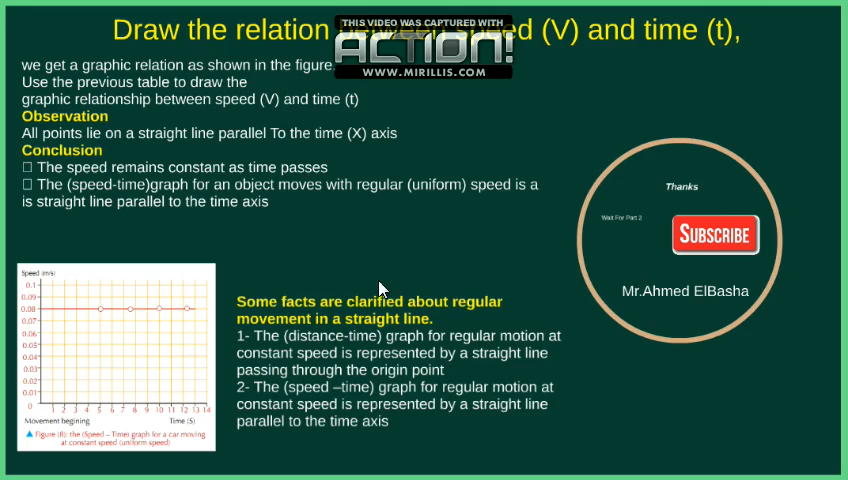 Draw the relation between speed (V) and time (t),
THIS VIDEO WAS CAPTURED WITH
ACTION!
WWW.MIRILLIS.COM
we get a graphic relation as shown in the figure.
Use the previous table to draw the
graphic relationship between speed (V) and time (t)
Observation
All points lie on a straight line parallel To the time (X) axis
Conclusion
The speed remains constant as time passes
The (speed-time)graph for an object moves with regular (uniform) speed is a
is straight line parallel to the time axis
Thanks
Wait For Part 2
SUBSCRIBE
Mr.Ahmed ElBasha
Speed (m/s)
0.1
0.09
0.08
0.07
0.06
0.05
0.04
0.03
0.02
0.01
0
1 2 3 4 5 6 7 8 9 10 11 12 13 14
Movement begining Time (S)
Figure (8): the (Speed – Time) graph for a car moving
at constant speed (uniform speed)
Some facts are clarified about regular
movement in a straight line.
1- The (distance-time) graph for regular motion at
constant speed is represented by a straight line
passing through the origin point
2- The (speed –time) graph for regular motion at
constant speed is represented by a straight line
parallel to the time axis